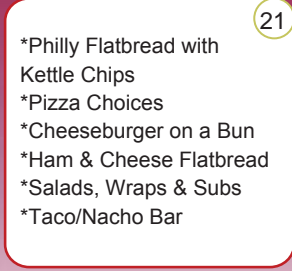 21
*Philly Flatbread with
Kettle Chips
*Pizza Choices
*Cheeseburger on a Bun
*Ham & Cheese Flatbread
*Salads, Wraps & Subs
*Taco/Nacho Bar